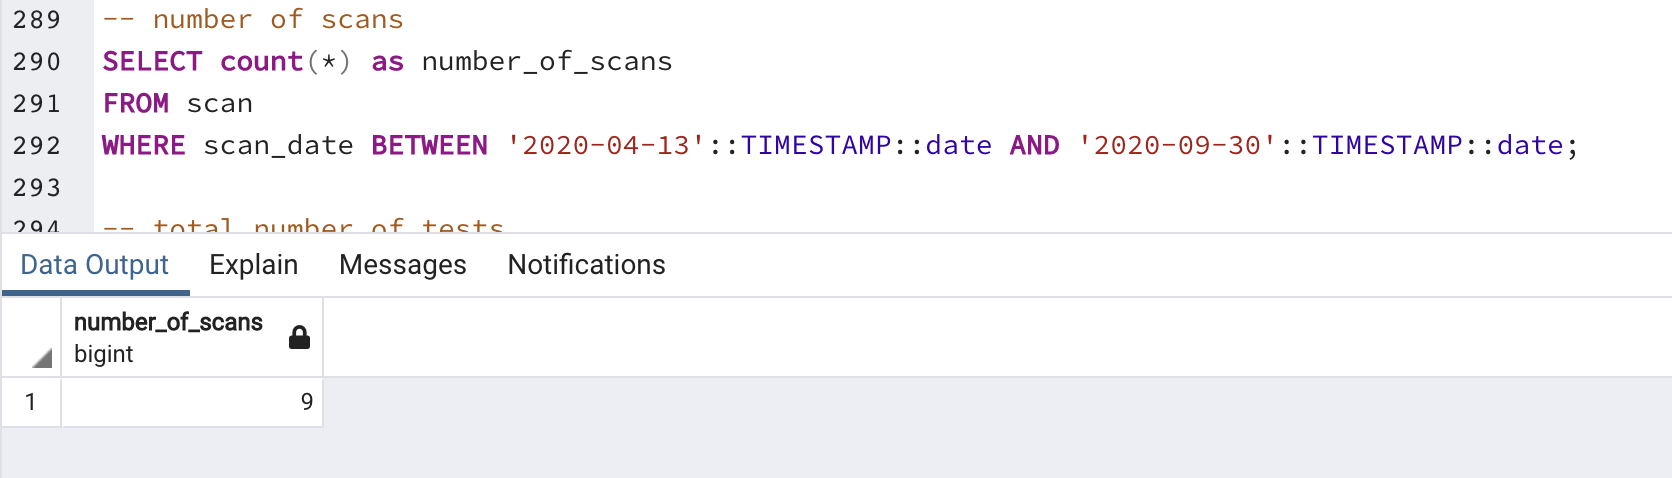 289 -- number of scans
290 SELECT count(*) as number_of_scans
291 FROM scan
292 WHERE scan_date BETWEEN '2020-04-13'::TIMESTAMP::date AND '2020-09-30'::TIMESTAMP::date;
293
294 -- total number of tests
Data Output Explain Messages Notifications
number_of_scans
bigint
1 9